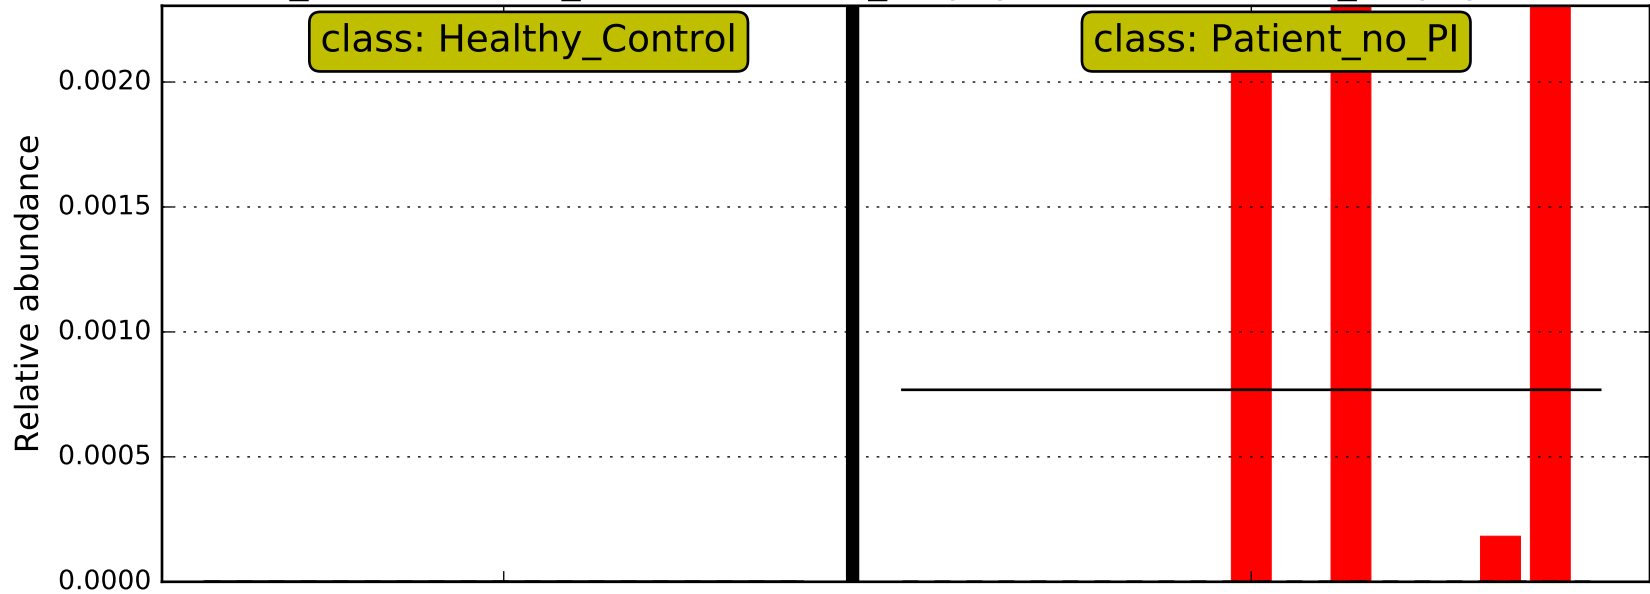 class: Healthy_Control
class: Patient_no_PI
Relative abundance
0.0020
0.0015
0.0010
0.0005
0.0000